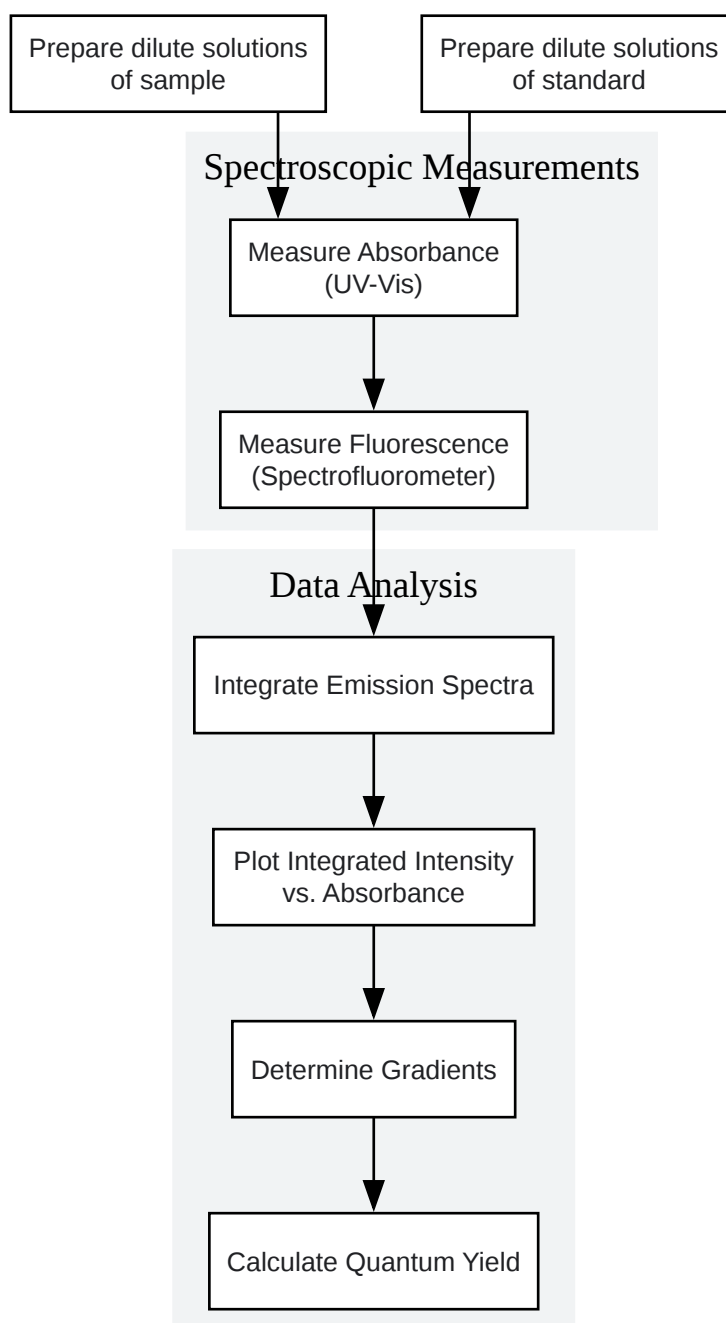 Prepare dilute solutions
of sample
Prepare dilute solutions
of standard
Spectroscopic Measurements
Measure Absorbance
(UV-Vis)
Measure Fluorescence
(Spectrofluorometer)
Data Analysis
Integrate Emission Spectra
Plot Integrated Intensity
vs. Absorbance
Determine Gradients
Calculate Quantum Yield